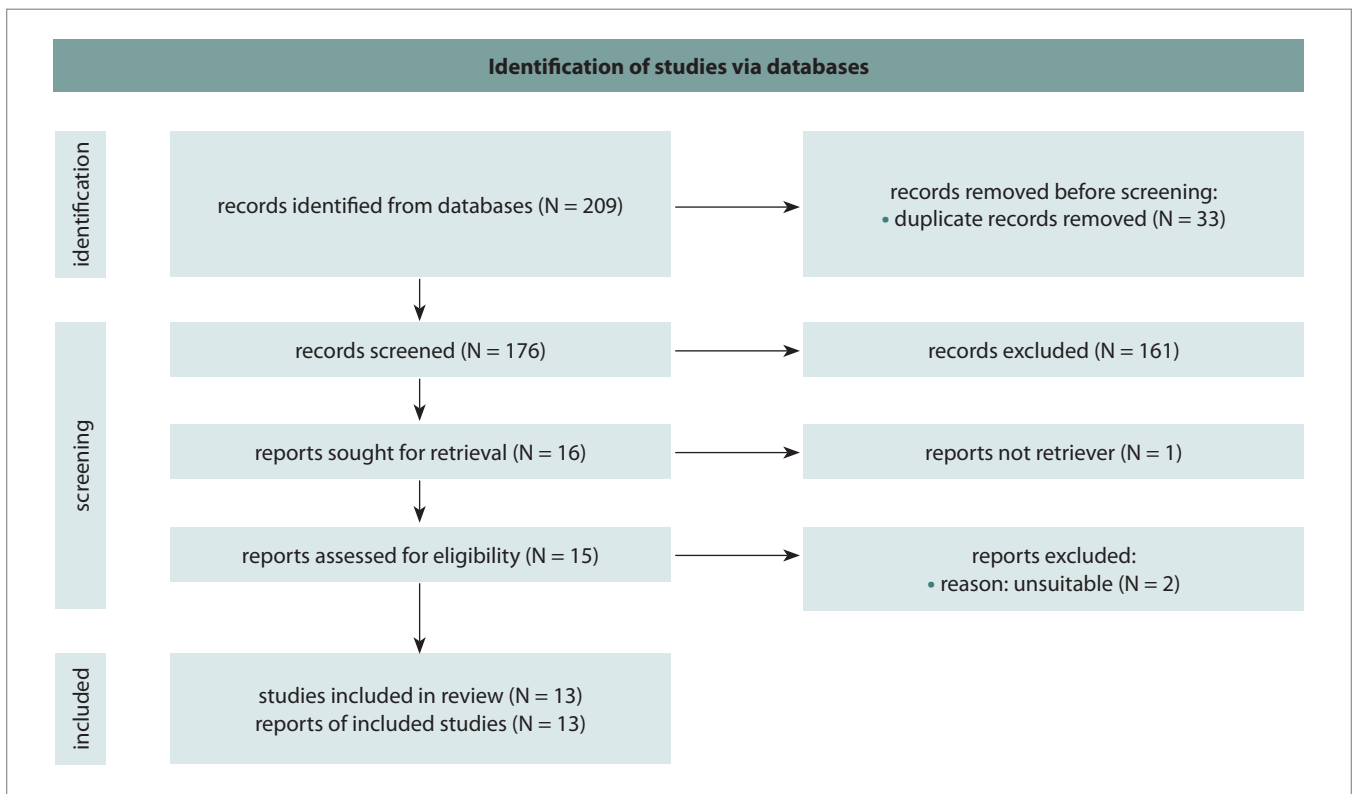 Identification of studies via databases
identification
records identified from databases (N = 209)
records removed before screening:
• duplicate records removed (N = 33)
screening
records screened (N = 176)
records excluded (N = 161)
reports sought for retrieval (N = 16)
reports not retriever (N = 1)
reports assessed for eligibility (N = 15)
reports excluded:
• reason: unsuitable (N = 2)
included
studies included in review (N = 13)
reports of included studies (N = 13)